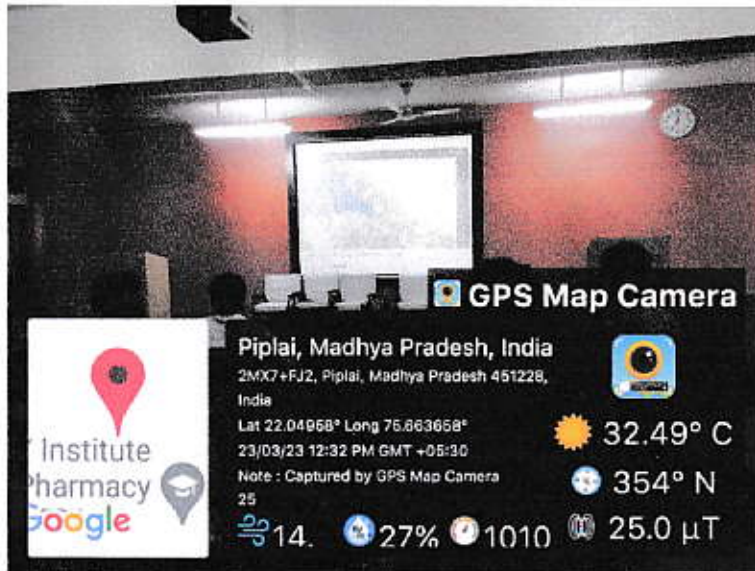 GPS Map Camera
Piplai, Madhya Pradesh, India
2MX7+FJ2, Piplai, Madhya Pradesh 451228,
India
Lat 22.04958° Long 75.663658°
23/03/23 12:32 PM GMT +05:30
Note : Captured by GPS Map Camera
25
Institute
Pharmacy
Google
32.49° C
354° N
14.
27%
1010
25.0 µT